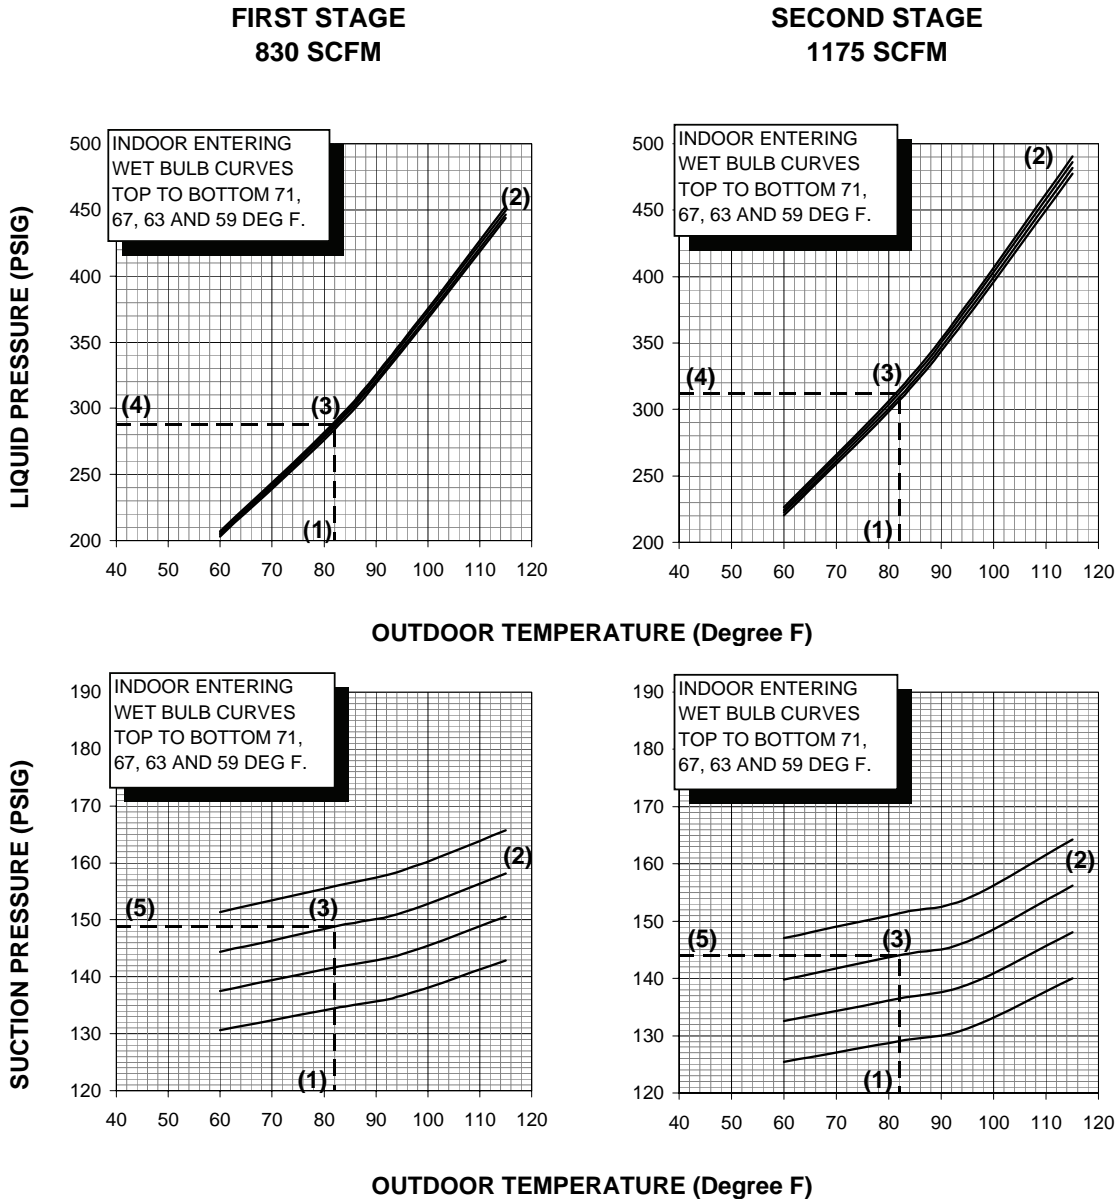 FIRST STAGE
830 SCFM
SECOND STAGE
1175 SCFM
INDOOR ENTERING
WET BULB CURVES
TOP TO BOTTOM 71,
67, 63 AND 59 DEG F.
500
450
400
350
300
250
200
LIQUID PRESSURE (PSIG)
(2)
(3)
(4)
(1)
40 50 60 70 80 90 100 110 120
INDOOR ENTERING
WET BULB CURVES
TOP TO BOTTOM 71,
67, 63 AND 59 DEG F.
500
450
400
350
300
250
200
(2)
(3)
(4)
(1)
40 50 60 70 80 90 100 110 120
OUTDOOR TEMPERATURE (Degree F)
INDOOR ENTERING
WET BULB CURVES
TOP TO BOTTOM 71,
67, 63 AND 59 DEG F.
190
180
170
160
150
140
130
120
SUCTION PRESSURE (PSIG)
(2)
(5)
(3)
(1)
40 50 60 70 80 90 100 110 120
INDOOR ENTERING
WET BULB CURVES
TOP TO BOTTOM 71,
67, 63 AND 59 DEG F.
190
180
170
160
150
140
130
120
(2)
(5)
(3)
(1)
40 50 60 70 80 90 100 110 120
OUTDOOR TEMPERATURE (Degree F)